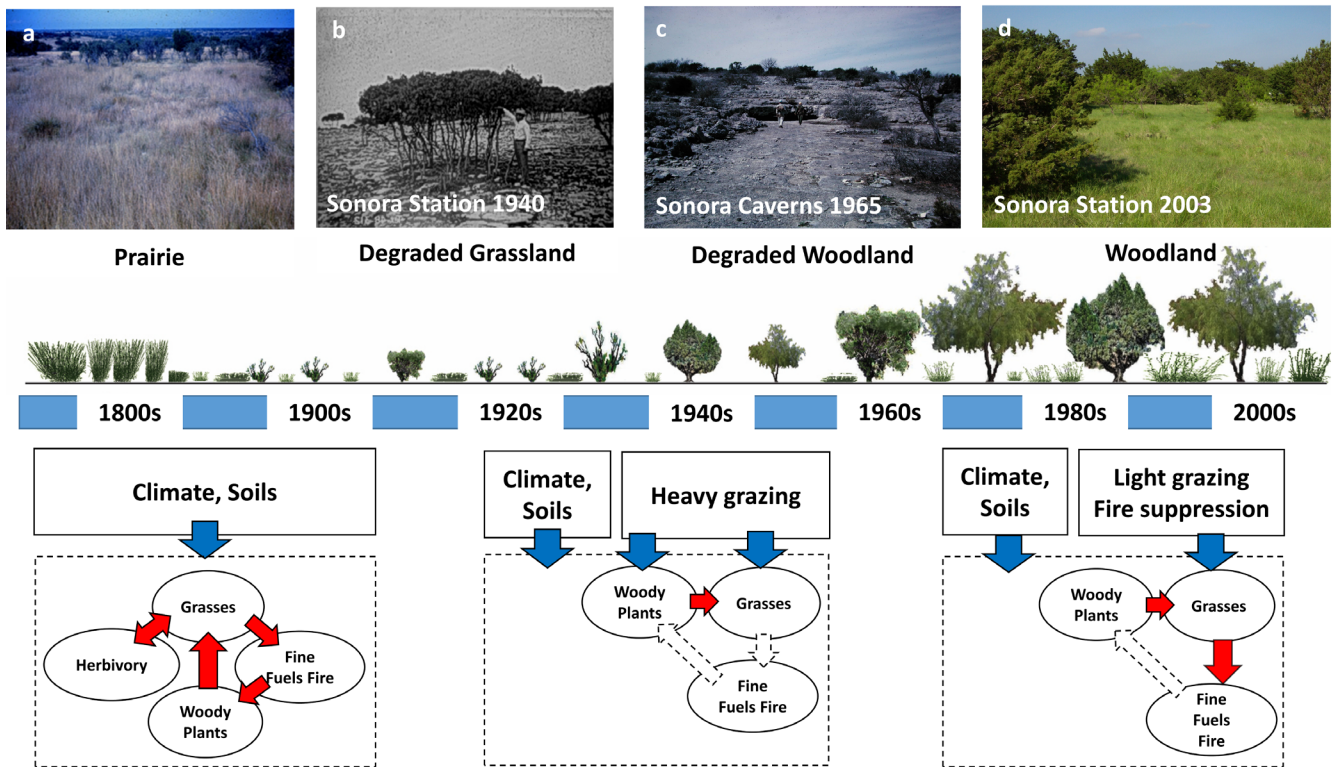 a
b
c
d
Sonora Station 1940
Sonora Caverns 1965
Sonora Station 2003
Prairie
Degraded Grassland
Degraded Woodland
Woodland
1800s
1900s
1920s
1940s
1960s
1980s
2000s
Climate, Soils
Grasses
Herbivory
Fine
Fuels Fire
Woody
Plants
Climate,
Soils
Heavy grazing
Woody
Plants
Grasses
Fine
Fuels Fire
Climate,
Soils
Light grazing
Fire suppression
Woody
Plants
Grasses
Fine
Fuels
Fire